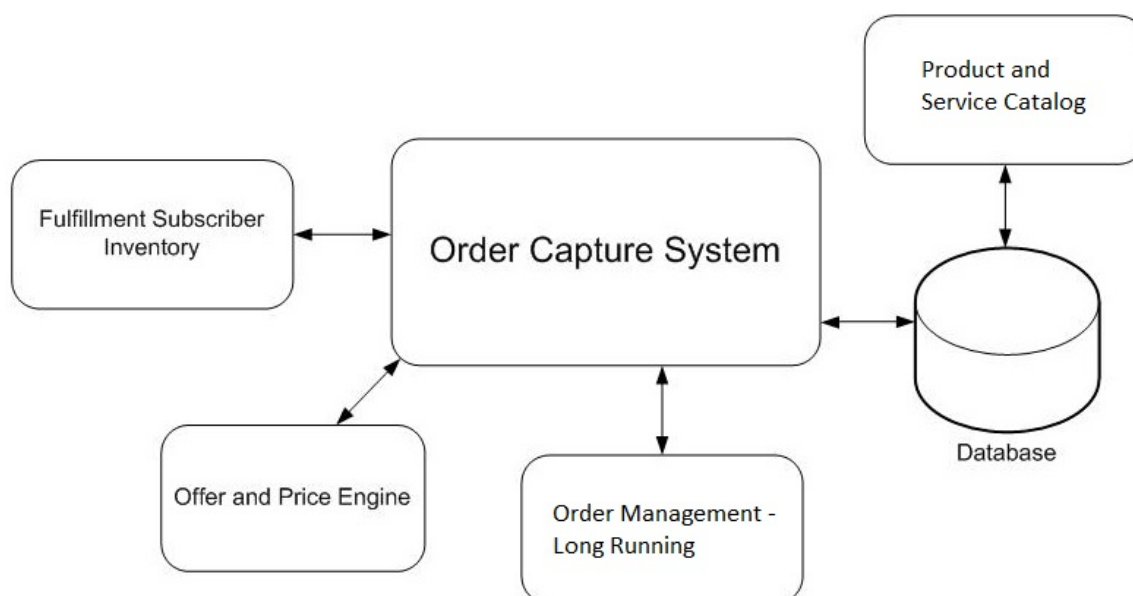 Product and
Service Catalog
Fulfillment Subscriber
Inventory
Order Capture System
Database
Offer and Price Engine
Order Management -
Long Running